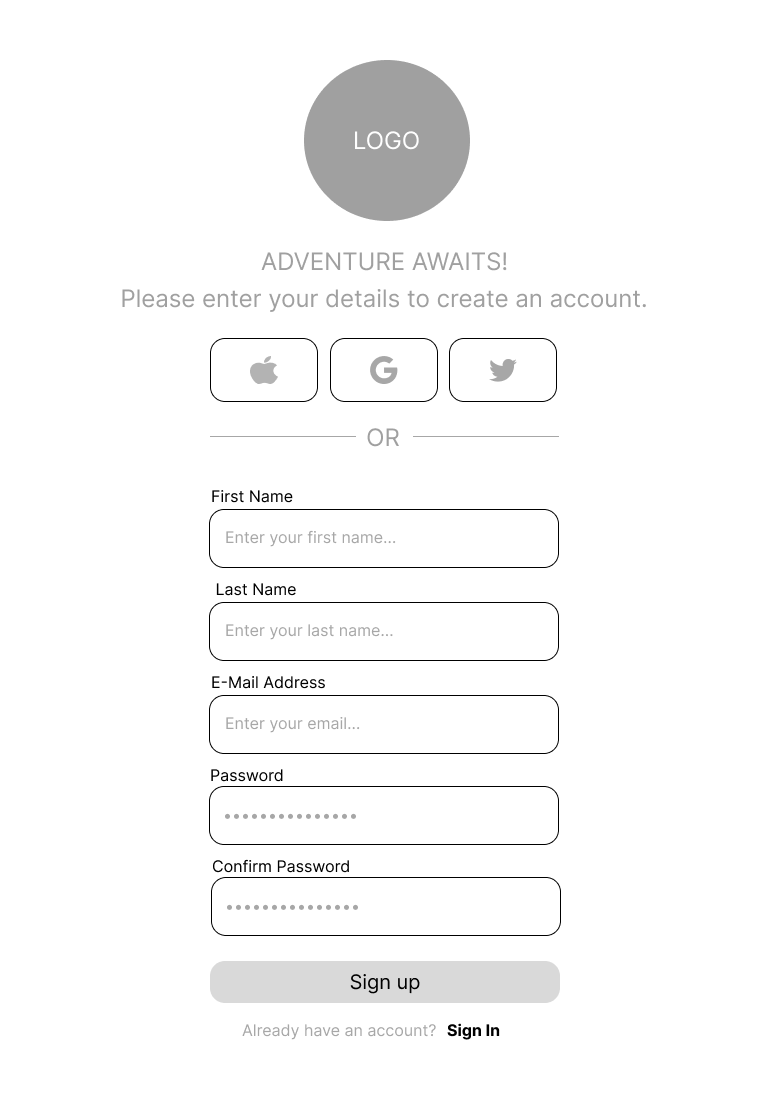 LOGO
ADVENTURE AWAITS!
Please enter your details to create an account.
OR
First Name
Enter your first name...
Last Name
Enter your last name...
E-Mail Address
Enter your email...
Password
Confirm Password
Sign up
Already have an account? Sign In